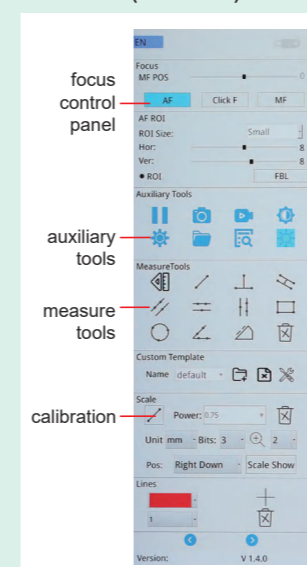 EN
Focus
MF POS 0
AF Click F MF
AF ROI
ROI Size: Small
Hor: 8
Ver: 8
ROI FBL
Auxiliary Tools
MeasureTools
Custom Template
Name default
Scale
Power: 0.75
Unit mm Bits: 3 2
Pos: Right Down Scale Show
Lines
1
Version: V 1.4.0
focus
control
panel
auxiliary
tools
measure
tools
calibration